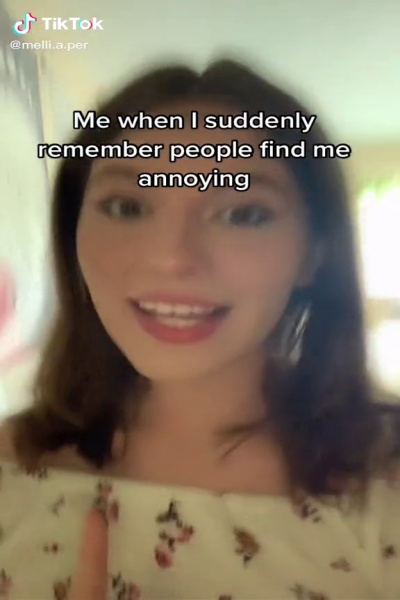 TikTok
@melli.a.per
Me when I suddenly
remember people find me
annoying